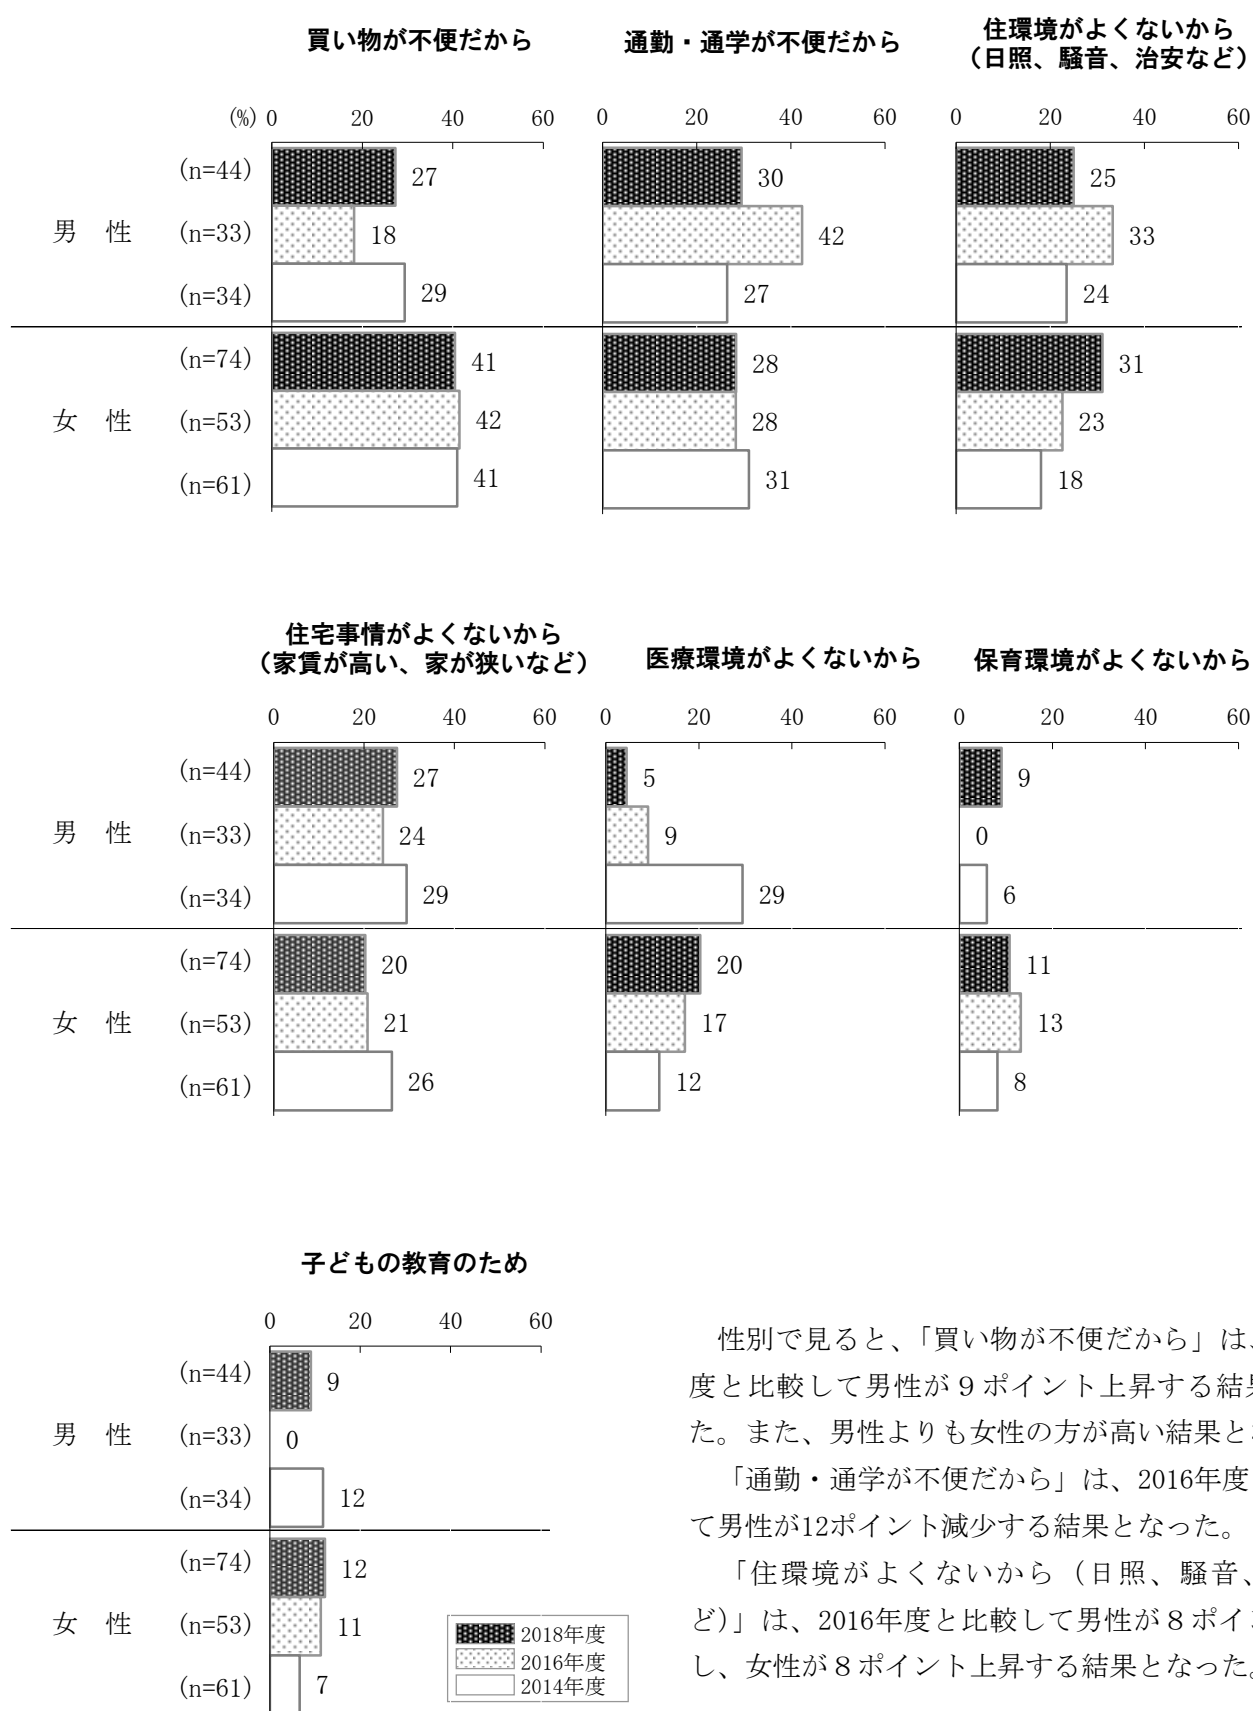 買い物が不便だから
通勤・通学が不便だから
住環境がよくないから
（日照、騒音、治安など）
(%) 0 20 40 60
0 20 40 60
0 20 40 60
(n=44) 27 30 25
男 性 (n=33) 18 42 33
(n=34) 29 27 24
(n=74) 41 28 31
女 性 (n=53) 42 28 23
(n=61) 41 31 18
住宅事情がよくないから
（家賃が高い、家が狭いなど）
医療環境がよくないから
保育環境がよくないから
0 20 40 60
0 20 40 60
0 20 40 60
(n=44) 27 5 9
男 性 (n=33) 24 9 0
(n=34) 29 29 6
(n=74) 20 20 11
女 性 (n=53) 21 17 13
(n=61) 26 12 8
子どもの教育のため
0 20 40 60
(n=44) 9
男 性 (n=33) 0
(n=34) 12
(n=74) 12
女 性 (n=53) 11
(n=61) 7
2018年度
2016年度
2014年度
性別で見ると、「買い物が不便だから」は、
度と比較して男性が９ポイント上昇する結果
た。また、男性よりも女性の方が高い結果と
「通勤・通学が不便だから」は、2016年度
て男性が12ポイント減少する結果となった。
「住環境がよくないから（日照、騒音、
ど）」は、2016年度と比較して男性が８ポイ
し、女性が８ポイント上昇する結果となった。